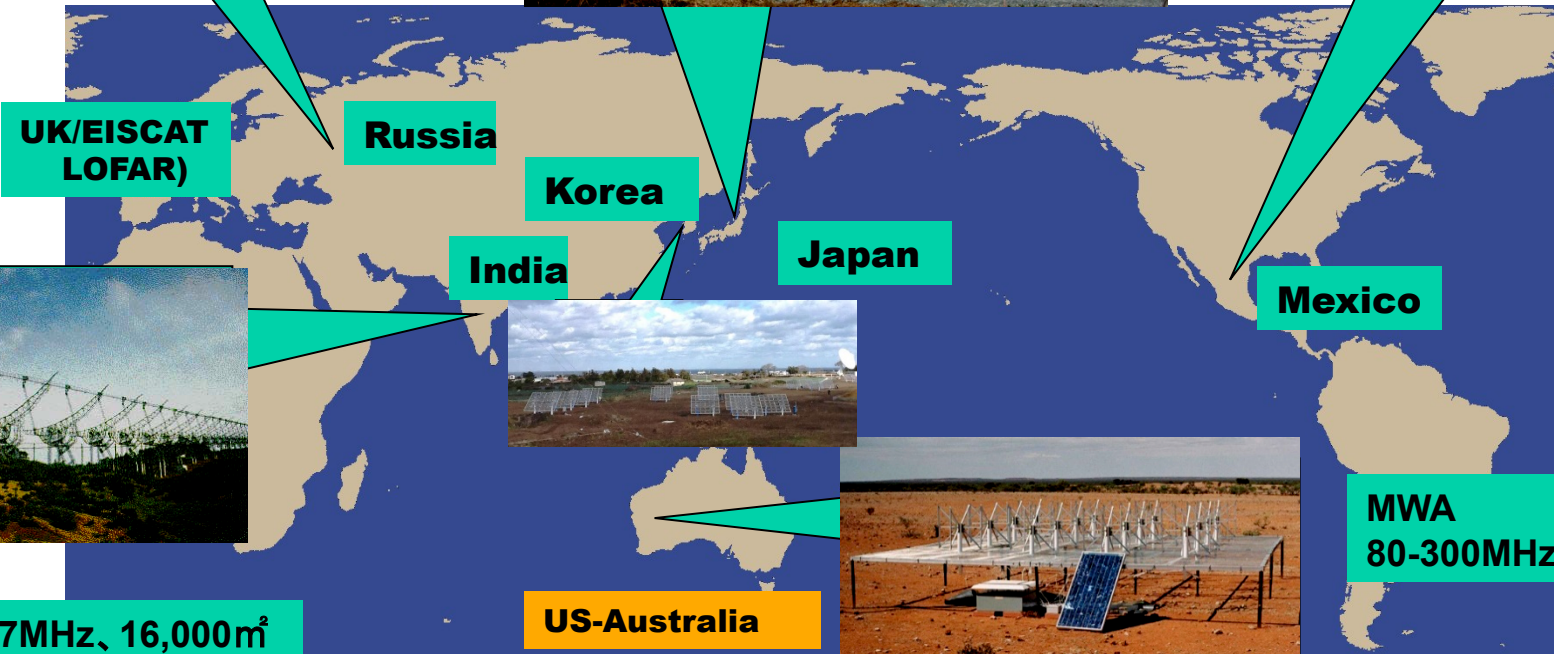 UK/EISCAT
LOFAR)
Russia
Korea
India
Japan
Mexico
MWA
80-300MHz
US-Australia
7MHz、16,000㎡